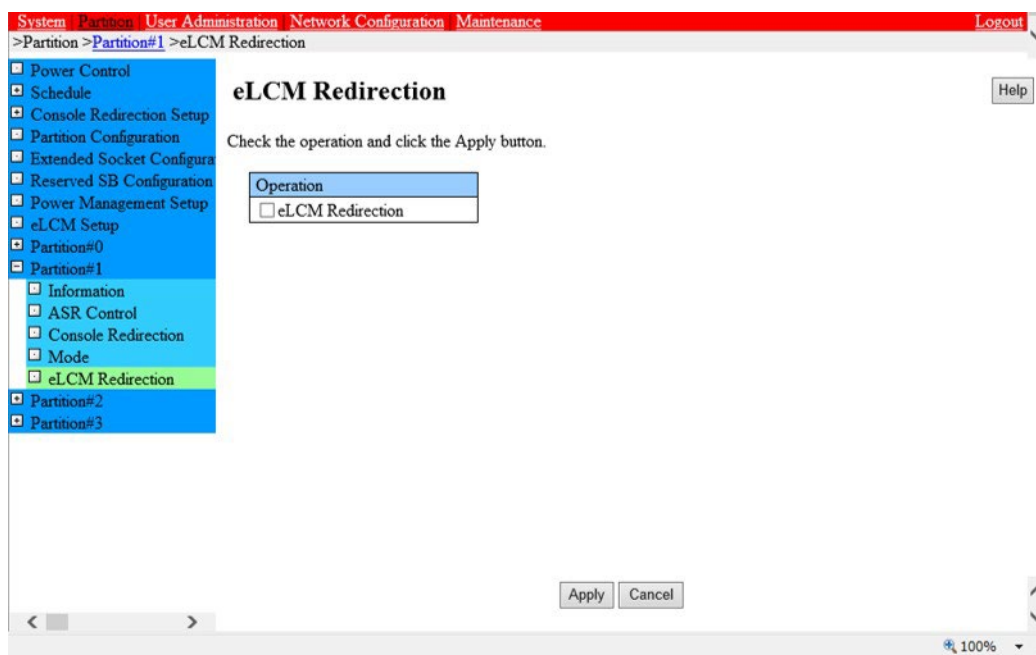 System | Partition | User Administration | Network Configuration | Maintenance Logout
>Partition >Partition#1 >eLCM Redirection
Power Control
Schedule
Console Redirection Setup
Partition Configuration
Extended Socket Configura
Reserved SB Configuration
Power Management Setup
eLCM Setup
Partition#0
Partition#1
Information
ASR Control
Console Redirection
Mode
eLCM Redirection
Partition#2
Partition#3
eLCM Redirection
Help
Check the operation and click the Apply button.
Operation
eLCM Redirection
Apply Cancel
100%